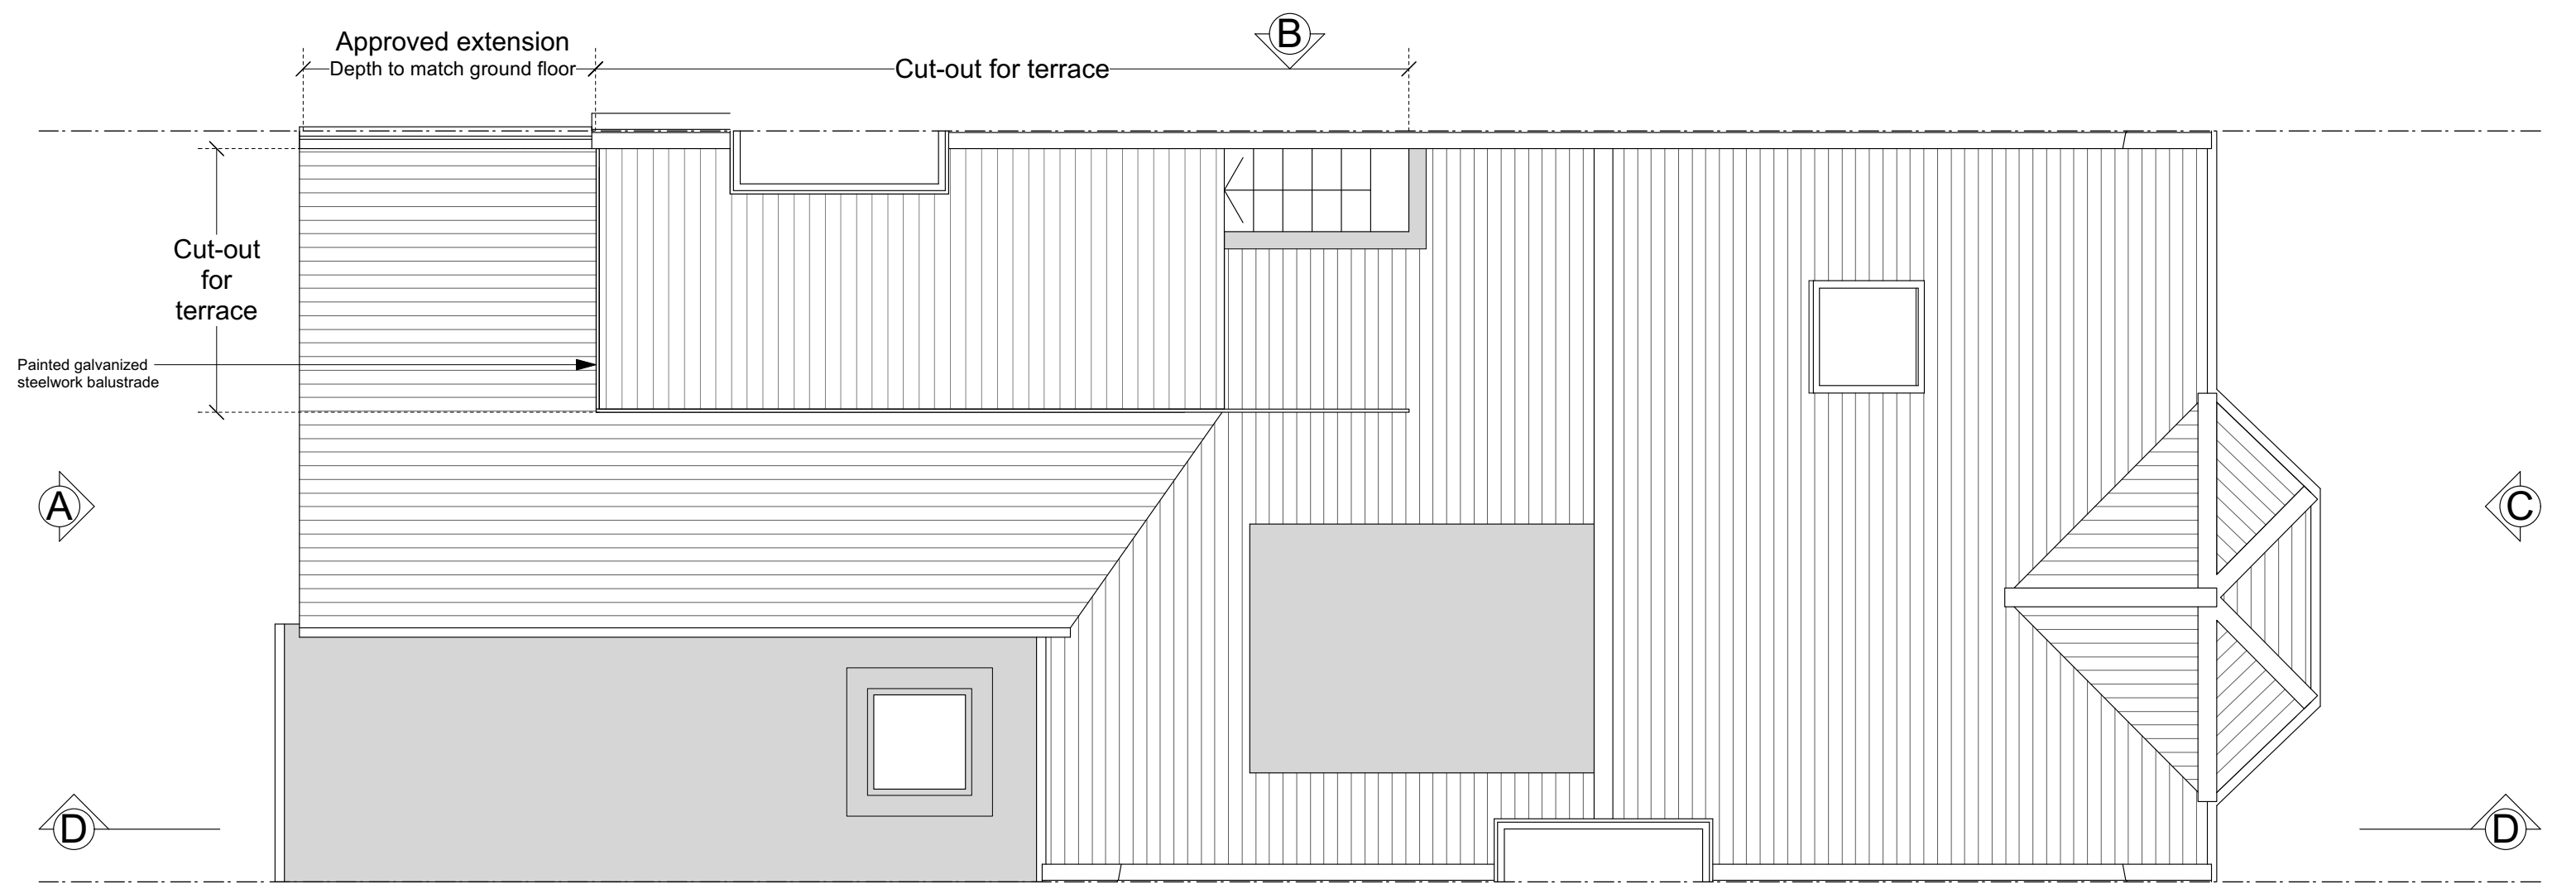 B
Approved extension
Depth to match ground floor
Cut-out for terrace
Cut-out
for
terrace
Painted galvanized
steelwork balustrade
A
C
D
D